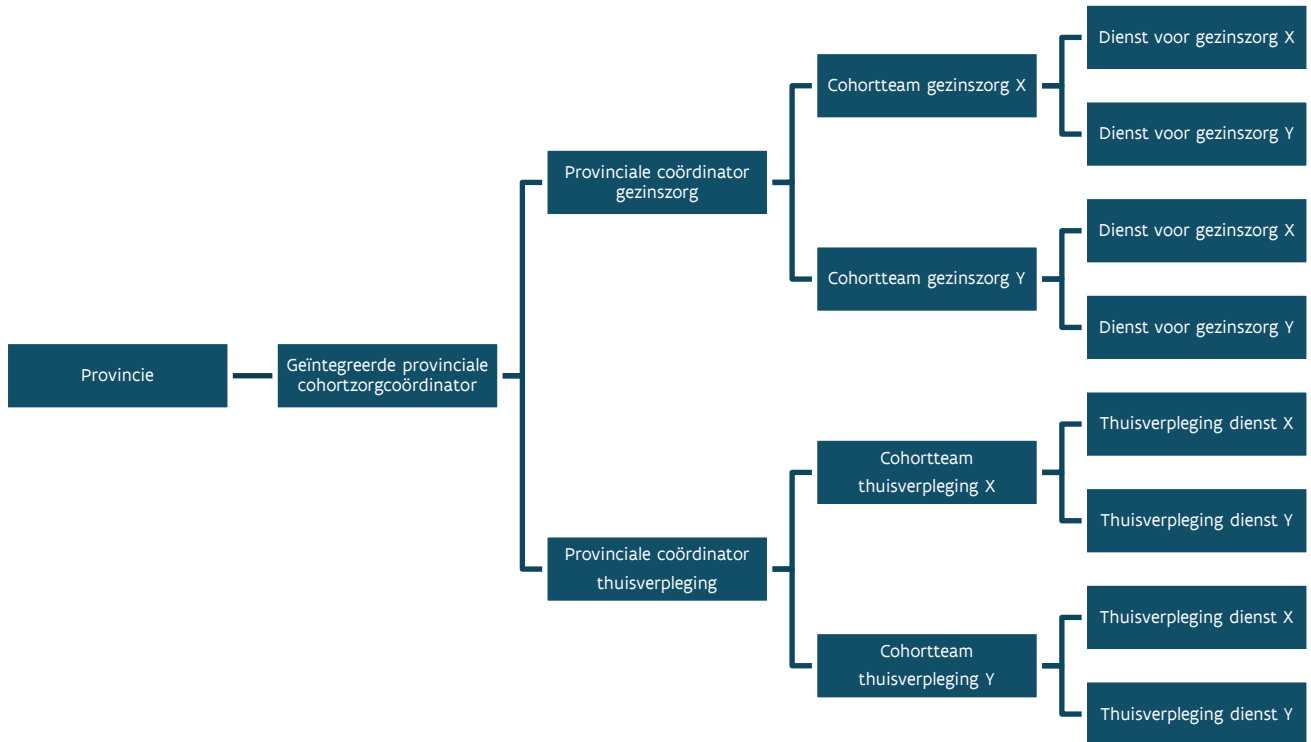 Provincie
Geïntegreerde provinciale
cohortzorgcoördinator
Provinciale coördinator
gezinszorg
Cohortteam gezinszorg X
Dienst voor gezinszorg X
Dienst voor gezinszorg Y
Cohortteam gezinszorg Y
Dienst voor gezinszorg X
Dienst voor gezinszorg Y
Provinciale coördinator
thuisverpleging
Cohortteam
thuisverpleging X
Thuisverpleging dienst X
Thuisverpleging dienst Y
Cohortteam
thuisverpleging Y
Thuisverpleging dienst X
Thuisverpleging dienst Y